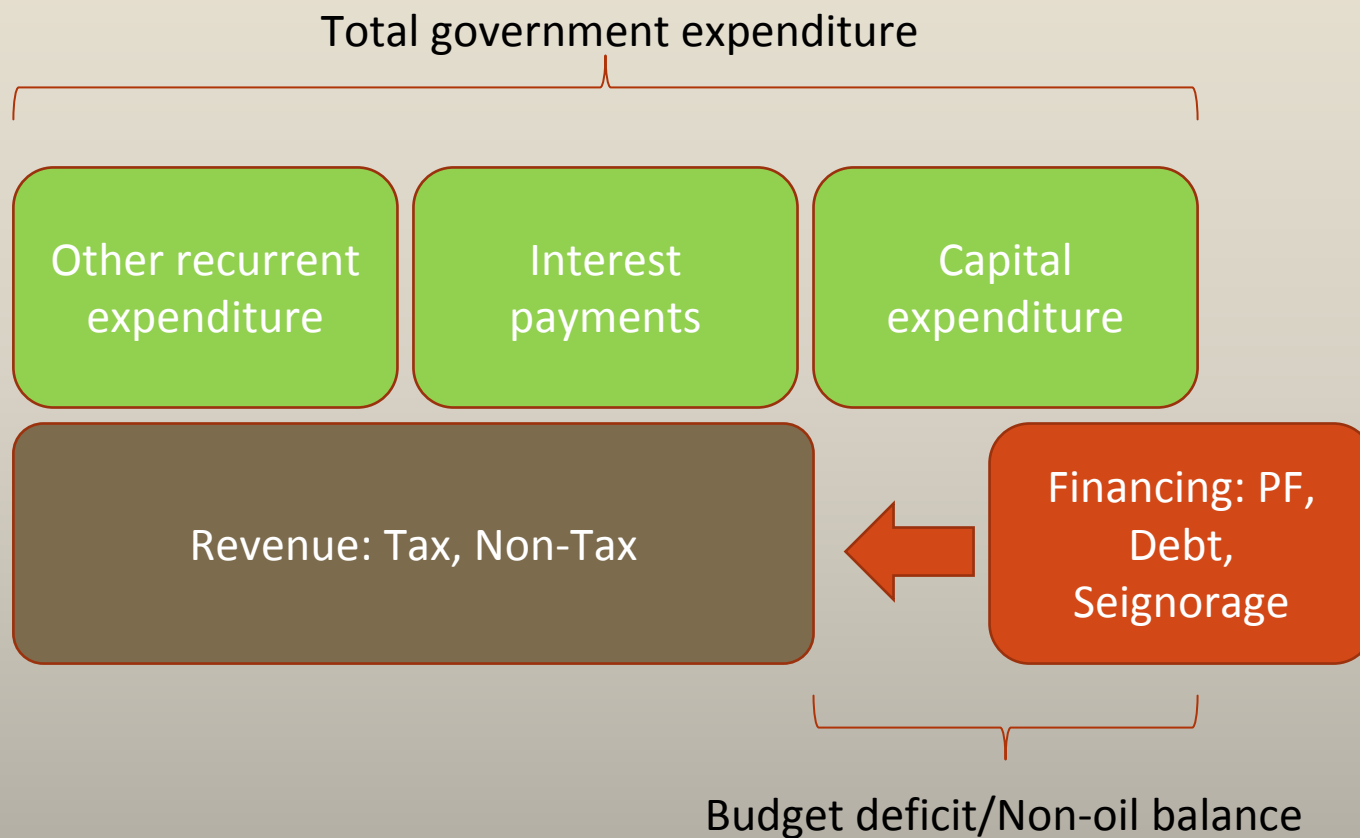 Total government expenditure
Other recurrent
expenditure
Interest
payments
Capital
expenditure
Revenue: Tax, Non-Tax
Financing: PF,
Debt,
Seignorage
Budget deficit/Non-oil balance